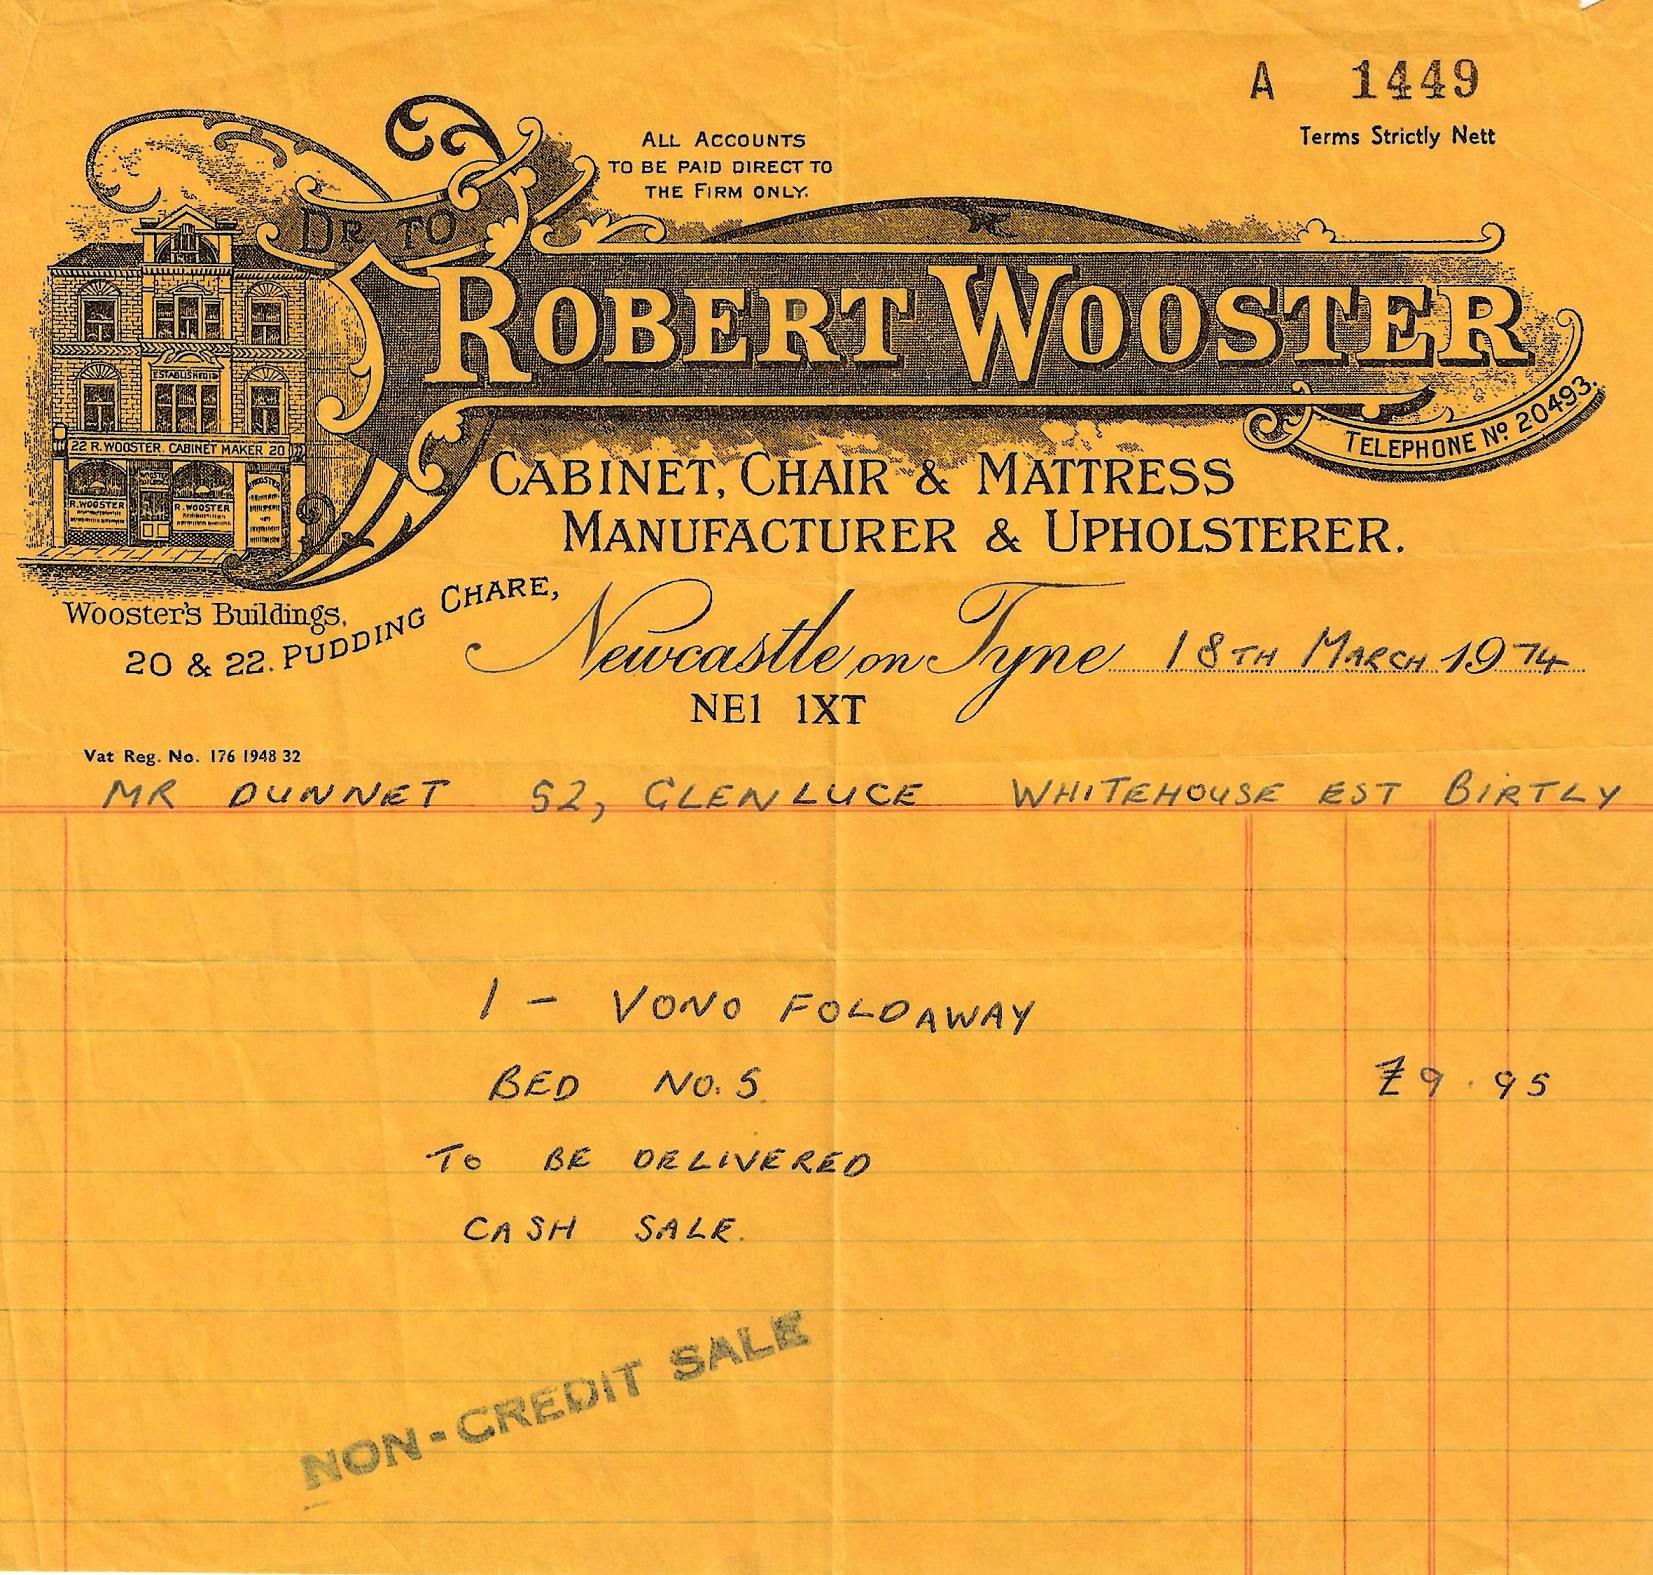 A 1449
Terms Strictly Nett
ALL ACCOUNTS
TO BE PAID DIRECT TO
THE FIRM ONLY.
DR TO
ROBERT WOOSTER
TELEPHONE No. 20493.
ESTABLISHED
22 R. WOOSTER. CABINET MAKER 20
R. WOOSTER
R. WOOSTER
WOOSTER
CABINET, CHAIR & MATTRESS
MANUFACTURER & UPHOLSTERER.
Wooster's Buildings,
20 & 22. PUDDING CHARE,
Newcastle on Tyne 18TH MARCH 1974
NE1 1XT
Vat Reg. No. 176 1948 32
MR DUNNET 52, GLENLUCE WHITEHOUSE EST BIRTLY
1 - VONO FOLDAWAY
BED NO. 5 £9.95
TO BE DELIVERED
CASH SALE.
NON-CREDIT SALE